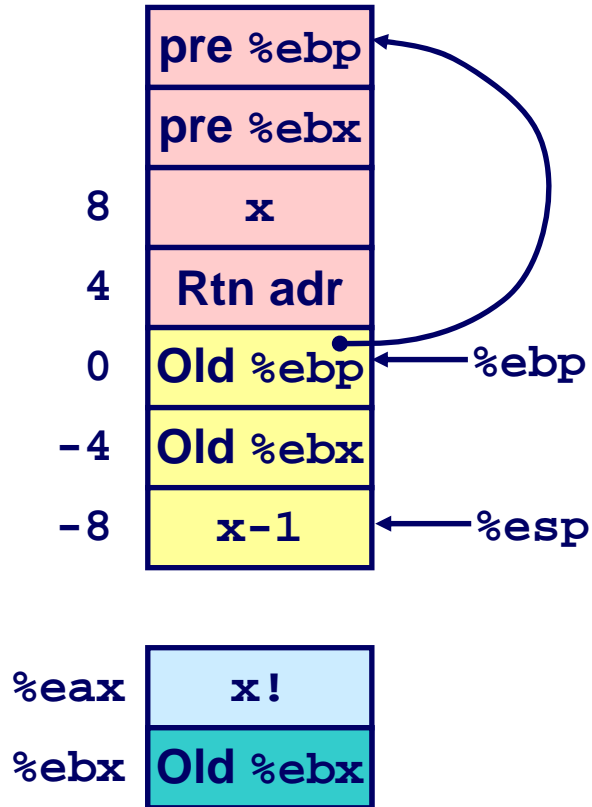 pre %ebp
pre %ebx
8 x
4 Rtn adr
0 Old %ebp %ebp
-4 Old %ebx
-8 x-1 %esp
%eax x!
%ebx Old %ebx